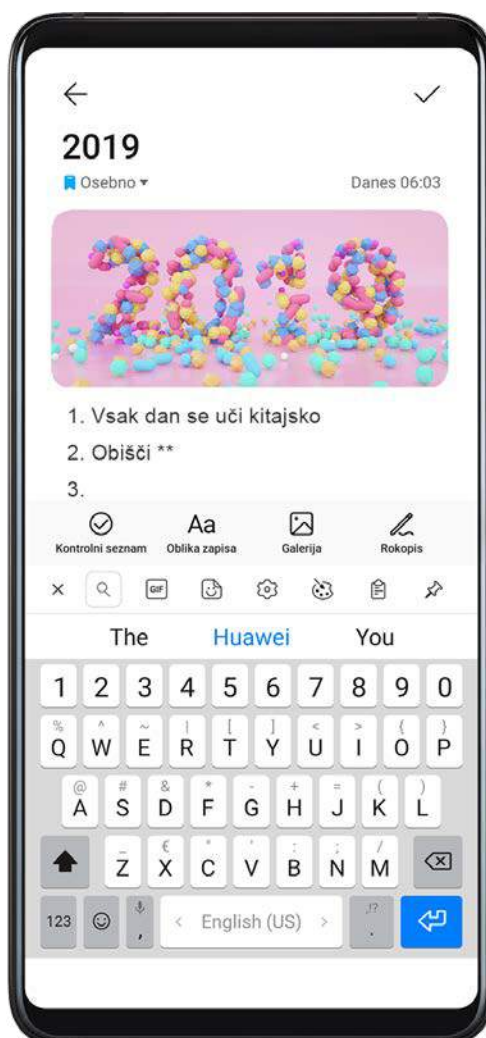 2019
Osebno
Danes 06:03
2019
1. Vsak dan se uči kitajsko
2. Obišči **
3.
Kontrolni seznam Oblika zapisa Galerija Rokopis
Aa
GIF
The Huawei You
1 2 3 4 5 6 7 8 9 0
% ^ ~ | [ ] < > { }
Q W E R T Y U I O P
@ # & * - + = ( )
A S D F G H J K L
_ € " ' : ; /
Z X C V B N M
123 , < English (US) > ,!? .